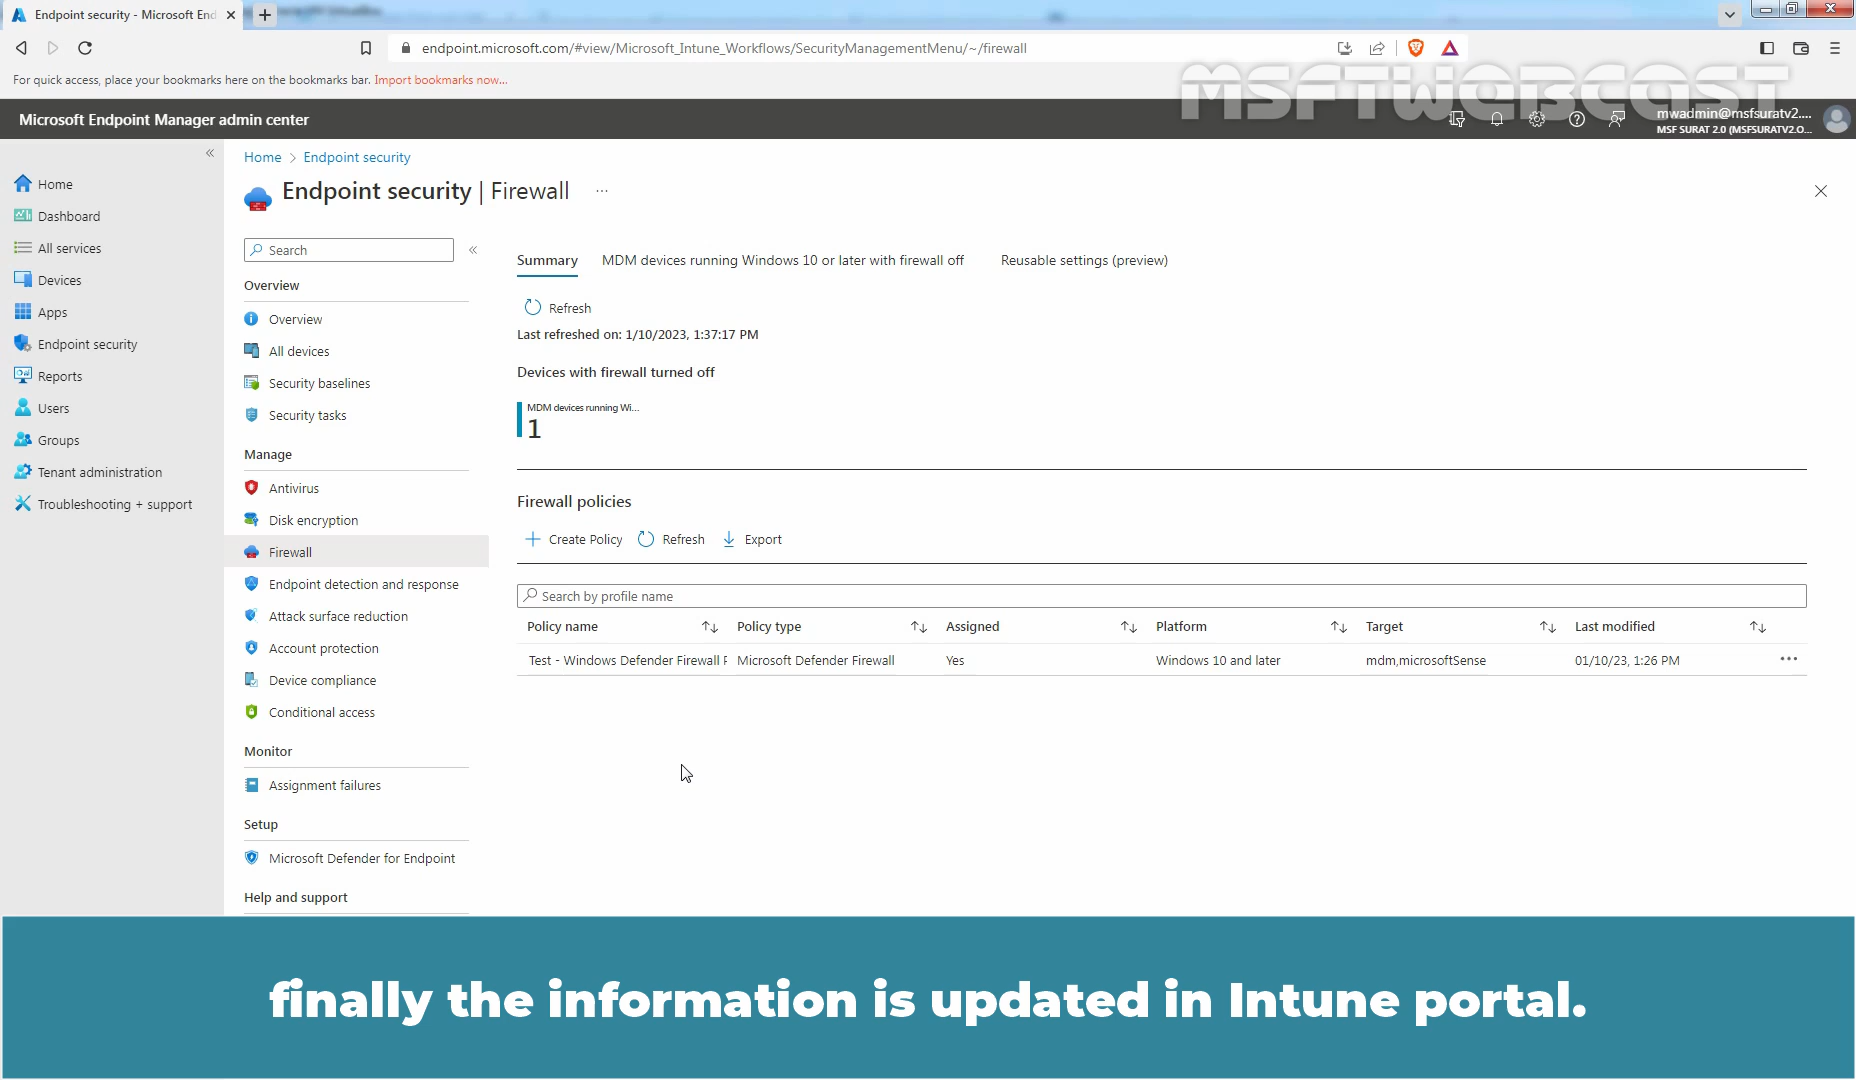 Endpoint security - Microsoft End
endpoint.microsoft.com/#view/Microsoft_Intune_Workflows/SecurityManagementMenu/~/firewall
For quick access, place your bookmarks here on the bookmarks bar. Import bookmarks now...
MSFTWEBCAST
Microsoft Endpoint Manager admin center
mwadmin@msfsuratv2....
MSF SURAT 2.0 (MSFSURATV2.O...
Home
Dashboard
All services
Devices
Apps
Endpoint security
Reports
Users
Groups
Tenant administration
Troubleshooting + support
Home > Endpoint security
Endpoint security | Firewall ...
Search
Overview
Overview
All devices
Security baselines
Security tasks
Manage
Antivirus
Disk encryption
Firewall
Endpoint detection and response
Attack surface reduction
Account protection
Device compliance
Conditional access
Monitor
Assignment failures
Setup
Microsoft Defender for Endpoint
Help and support
Summary MDM devices running Windows 10 or later with firewall off Reusable settings (preview)
Refresh
Last refreshed on: 1/10/2023, 1:37:17 PM
Devices with firewall turned off
MDM devices running Wi...
1
Firewall policies
Create Policy Refresh Export
Search by profile name
Policy name Policy type Assigned Platform Target Last modified
Test - Windows Defender Firewall Microsoft Defender Firewall Yes Windows 10 and later mdm,microsoftSense 01/10/23, 1:26 PM
finally the information is updated in Intune portal.